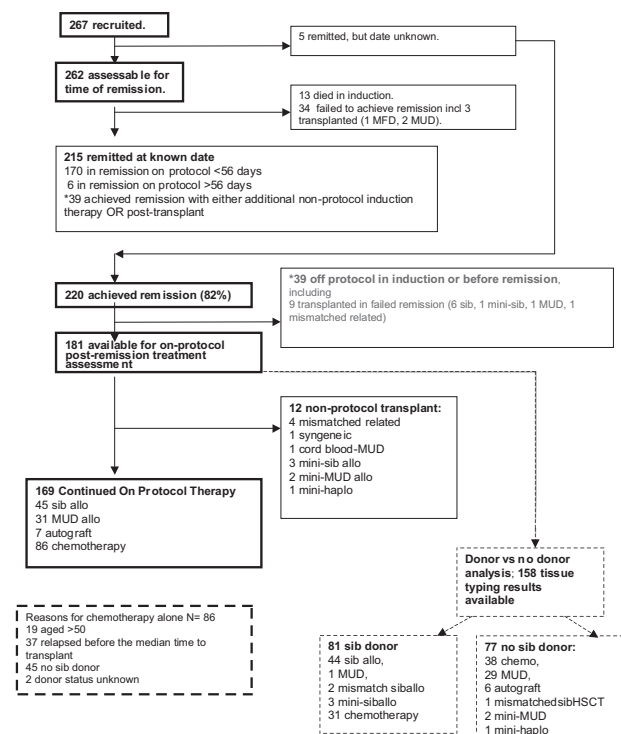 267 recruited.
5 remitted, but date unknown.
262 assessable for
time of remission.
13 died in induction.
34 failed to achieve remission incl 3
transplanted (1 MFD, 2 MUD).
215 remitted at known date
170 in remission on protocol <56 days
6 in remission on protocol >56 days
*39 achieved remission with either additional non-protocol induction
therapy OR post-transplant
220 achieved remission (82%)
*39 off protocol in induction or before remission,
including
9 transplanted in failed remission (6 sib, 1 mini-sib, 1 MUD, 1
mismatched related)
181 available for on-protocol
post-remission treatment
assessment
12 non-protocol transplant:
4 mismatched related
1 syngeneic
1 cord blood-MUD
3 mini-sib allo
2 mini-MUD allo
1 mini-haplo
169 Continued On Protocol Therapy
45 sib allo
31 MUD allo
7 autograft
86 chemotherapy
Donor vs no donor
analysis; 158 tissue
typing results
available
Reasons for chemotherapy alone N= 86
19 aged >50
37 relapsed before the median time to
transplant
45 no sib donor
2 donor status unknown
81 sib donor
44 sib allo,
1 MUD,
2 mismatch siballo
3 mini-siballo
31 chemotherapy
77 no sib donor:
38 chemo,
29 MUD,
6 autograft
1 mismatchedsibHSCT
2 mini-MUD
1 mini-haplo